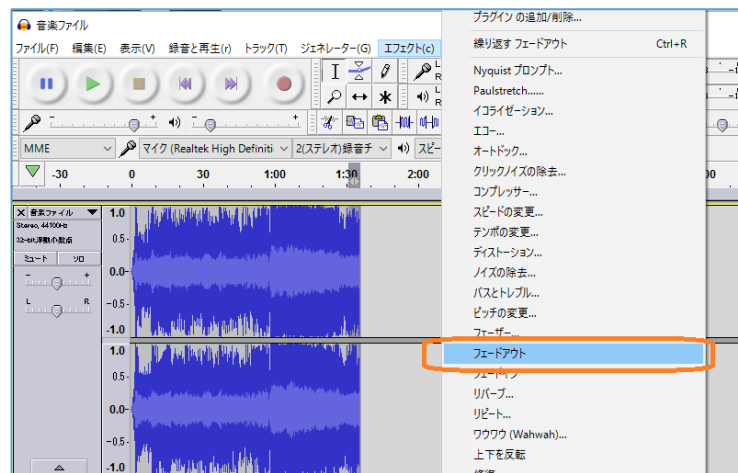 音楽ファイル
ファイル(F) 編集(E) 表示(V) 録音と再生(r) トラック(T) ジェネレーター(G) エフェクト(c)
L
R
L
R
MME
マイク (Realtek High Definiti
2(ステレオ)録音チ
スピー
-30 0 30 1:00 1:30 2:00
00
音楽ファイル
Stereo, 44100Hz
32-bit浮動小数点
ミュート ソロ
- +
L R
1.0
0.5
0.0
-0.5
-1.0
1.0
0.5
0.0
-0.5
-1.0
プラグイン の追加/削除...
繰り返す フェードアウト Ctrl+R
Nyquist プロンプト...
Paulstretch......
イコライゼーション...
エコー...
オートドック...
クリックノイズの除去...
コンプレッサー...
スピードの変更...
テンポの変更...
ディストーション...
ノイズの除去...
バスとトレブル...
ピッチの変更...
フェーザー...
フェードアウト
フェードイン
リバーブ...
リピート...
ワウワウ (Wahwah)...
上下を反転